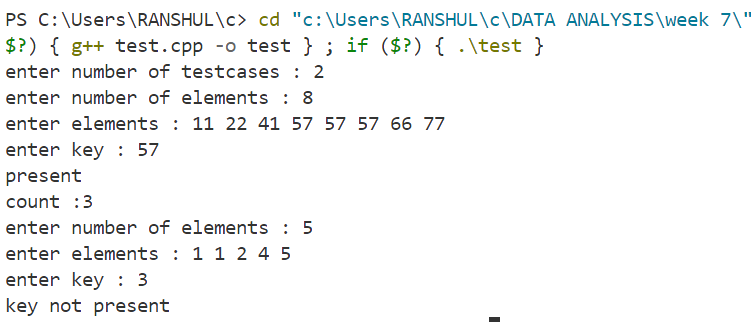 PS C:\Users\RANSHUL\c> cd "c:\Users\RANSHUL\c\DATA ANALYSIS\week 7\"
$?) { g++ test.cpp -o test } ; if ($?) { .\test }
enter number of testcases : 2
enter number of elements : 8
enter elements : 11 22 41 57 57 57 66 77
enter key : 57
present
count :3
enter number of elements : 5
enter elements : 1 1 2 4 5
enter key : 3
key not present